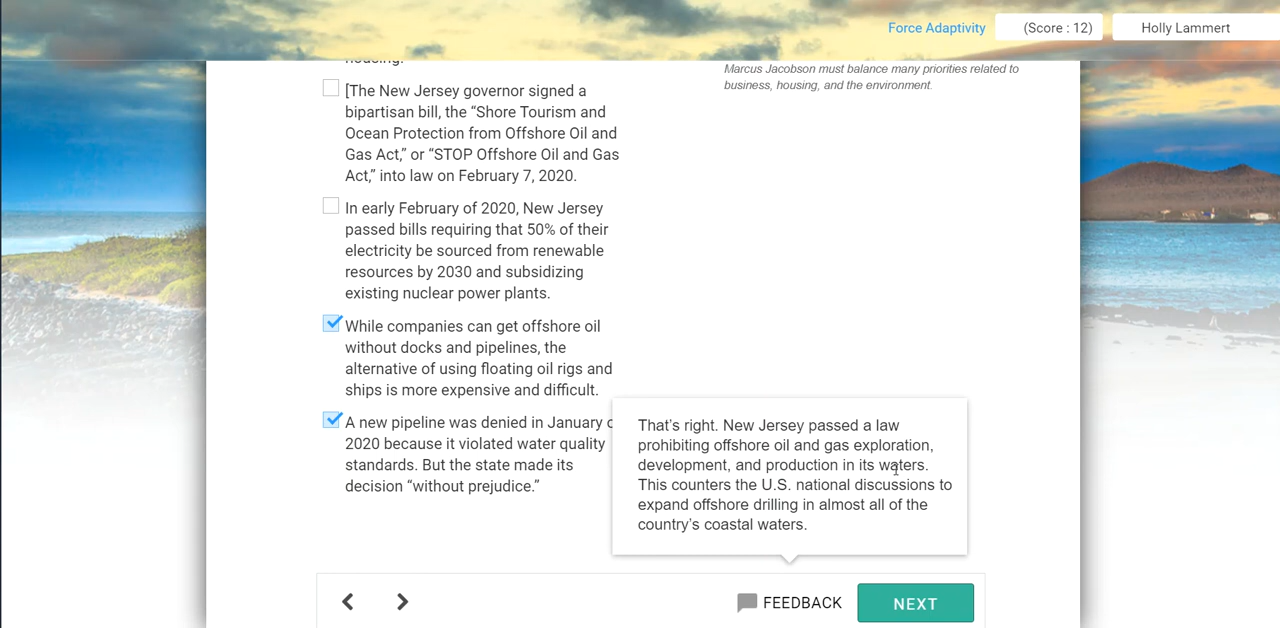 Force Adaptivity
(Score : 12)
Holly Lammert
housing.
Marcus Jacobson must balance many priorities related to
business, housing, and the environment.
[The New Jersey governor signed a
bipartisan bill, the “Shore Tourism and
Ocean Protection from Offshore Oil and
Gas Act,” or “STOP Offshore Oil and Gas
Act,” into law on February 7, 2020.
In early February of 2020, New Jersey
passed bills requiring that 50% of their
electricity be sourced from renewable
resources by 2030 and subsidizing
existing nuclear power plants.
While companies can get offshore oil
without docks and pipelines, the
alternative of using floating oil rigs and
ships is more expensive and difficult.
A new pipeline was denied in January
2020 because it violated water quality
standards. But the state made its
decision “without prejudice.”
That’s right. New Jersey passed a law
prohibiting offshore oil and gas exploration,
development, and production in its waters.
This counters the U.S. national discussions to
expand offshore drilling in almost all of the
country’s coastal waters.
FEEDBACK
NEXT